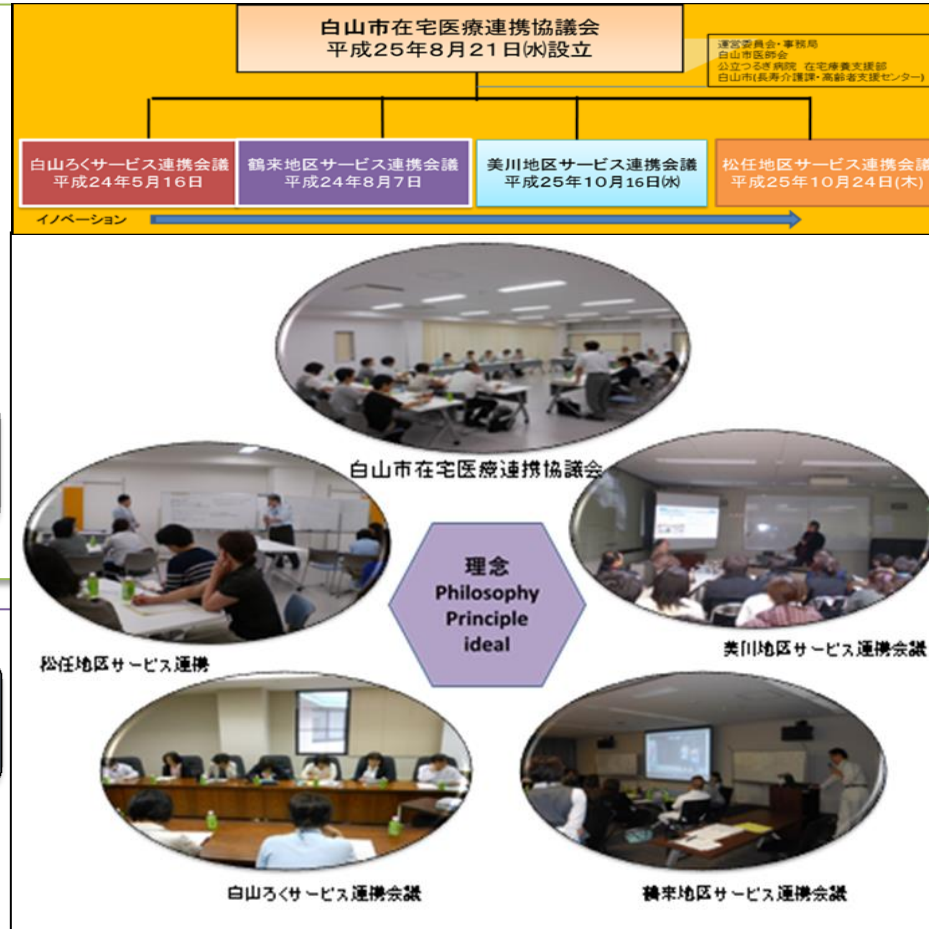 白山市在宅医療連携協議会
平成25年8月21日㈬設立
運営委員会・事務局
白山市医師会
公立つるぎ病院 在宅療養支援部
白山市(長寿介護課・高齢者支援センター)
白山ろくサービス連携会議
平成24年5月16日
鶴来地区サービス連携会議
平成24年8月7日
美川地区サービス連携会議
平成25年10月16日㈬
松任地区サービス連携会議
平成25年10月24日(木)
イノベーション
白山市在宅医療連携協議会
松任地区サービス連携
美川地区サービス連携会議
理念
Philosophy
Principle
ideal
白山ろくサービス連携会議
鶴来地区サービス連携会議